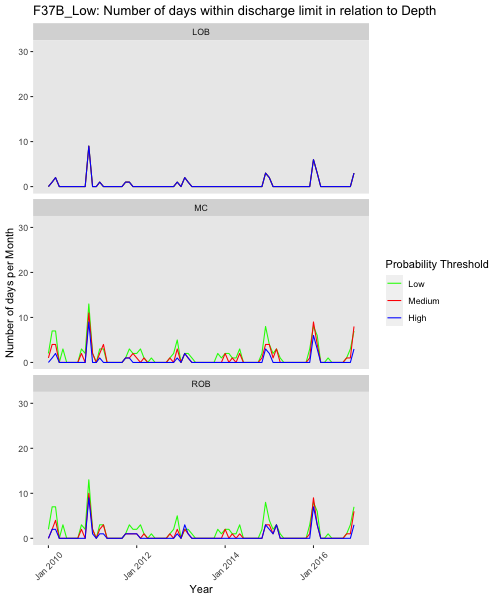 F37B_Low: Number of days within discharge limit in relation to Depth
LOB
30
20
10
0
MC
30
20
10
0
ROB
30
20
10
0
Jan 2010
Jan 2012
Jan 2014
Jan 2016
Year
Number of days per Month
Probability Threshold
Low
Medium
High